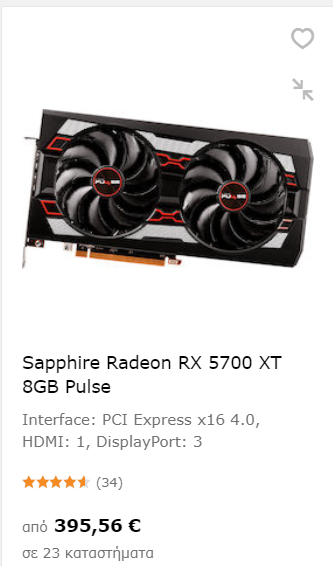 Sapphire Radeon RX 5700 XT
8GB Pulse
Interface: PCI Express x16 4.0,
HDMI: 1, DisplayPort: 3
(34)
από 395,56 €
σε 23 καταστήματα